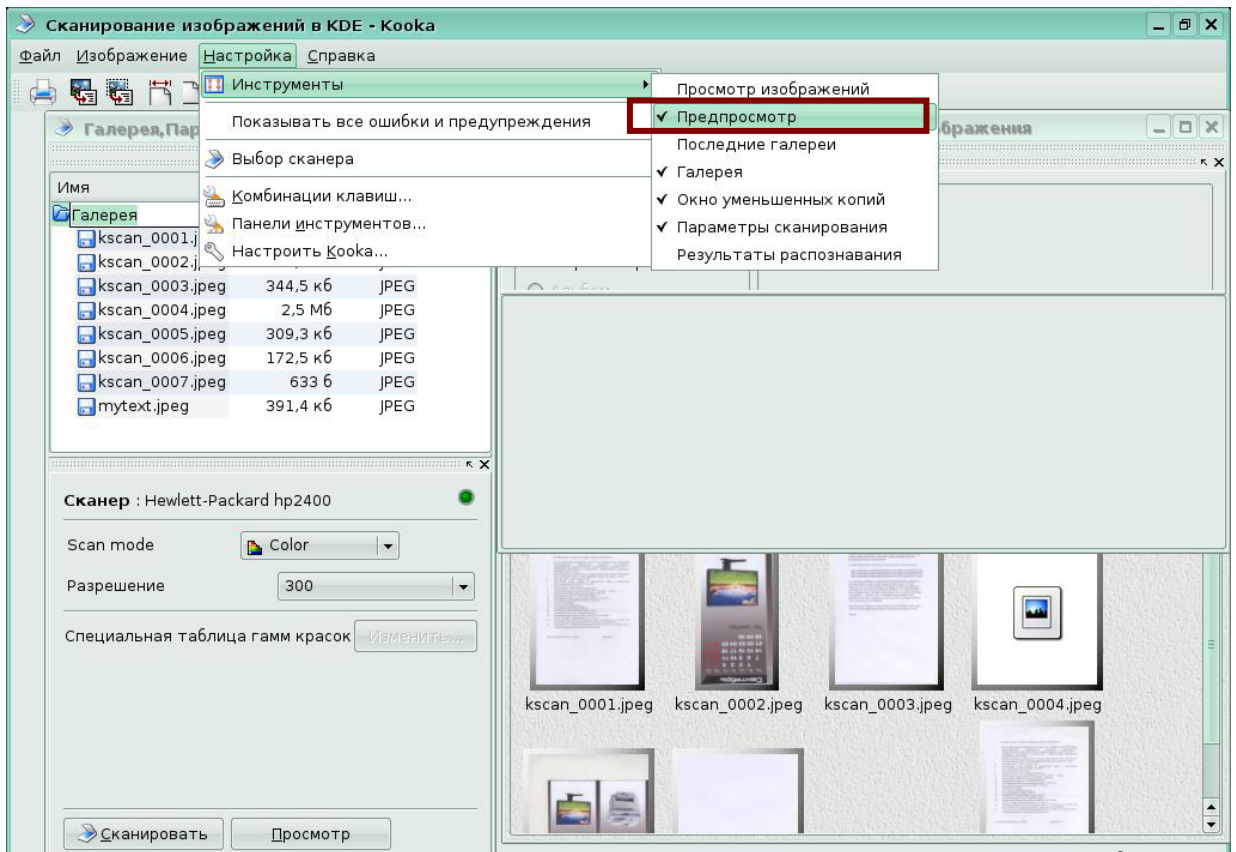 Сканирование изображений в KDE - Kooka
Файл Изображение Настройка Справка
Инструменты
Показывать все ошибки и предупреждения
Выбор сканера
Комбинации клавиш...
Панели инструментов...
Настроить Kooka...
Просмотр изображений
Предпросмотр
Последние галереи
Галерея
Окно уменьшенных копий
Параметры сканирования
Результаты распознавания
Галерея,Пар
бражения
Имя
Галерея
kscan_0001.j
kscan_0002.j
kscan_0003.jpeg 344,5 кб JPEG
kscan_0004.jpeg 2,5 Мб JPEG
kscan_0005.jpeg 309,3 кб JPEG
kscan_0006.jpeg 172,5 кб JPEG
kscan_0007.jpeg 633 б JPEG
mytext.jpeg 391,4 кб JPEG
Сканер : Hewlett-Packard hp2400
Scan mode Color
Разрешение 300
Специальная таблица гамм красок Изменить...
Сканировать Просмотр
kscan_0001.jpeg kscan_0002.jpeg kscan_0003.jpeg kscan_0004.jpeg